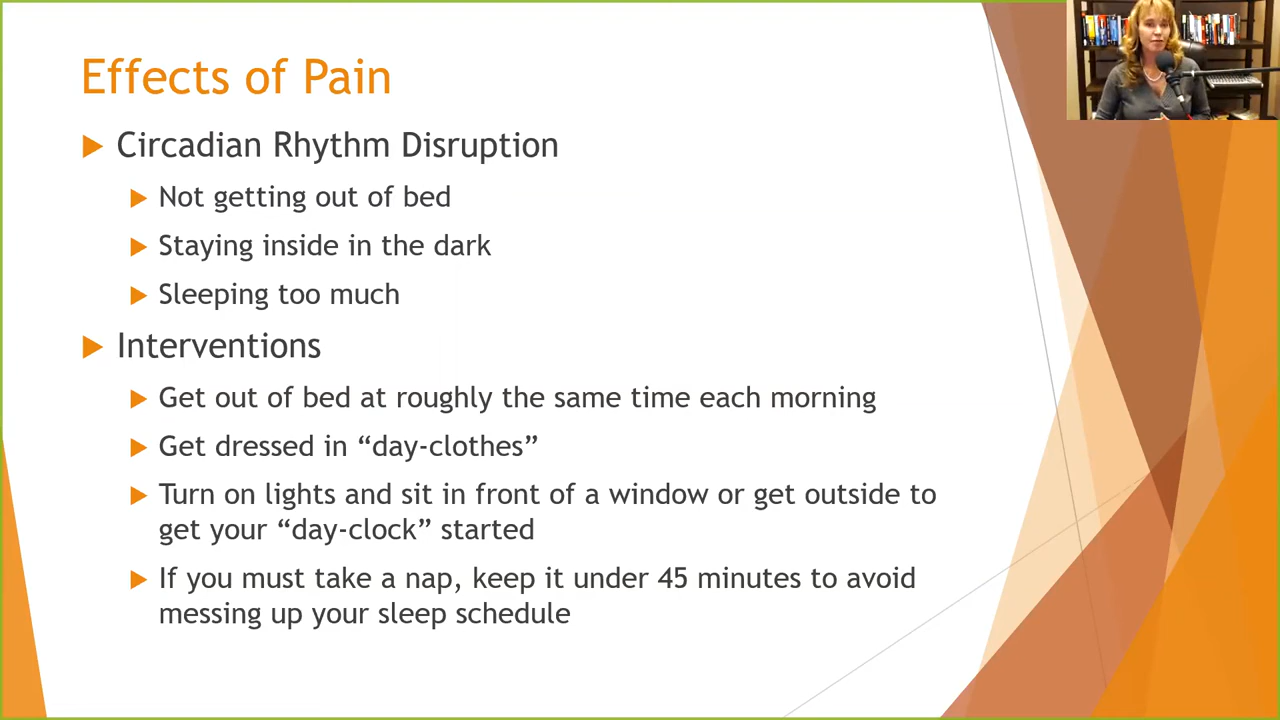 Effects of Pain
Circadian Rhythm Disruption
Not getting out of bed
Staying inside in the dark
Sleeping too much
Interventions
Get out of bed at roughly the same time each morning
Get dressed in “day-clothes”
Turn on lights and sit in front of a window or get outside to
get your “day-clock” started
If you must take a nap, keep it under 45 minutes to avoid
messing up your sleep schedule